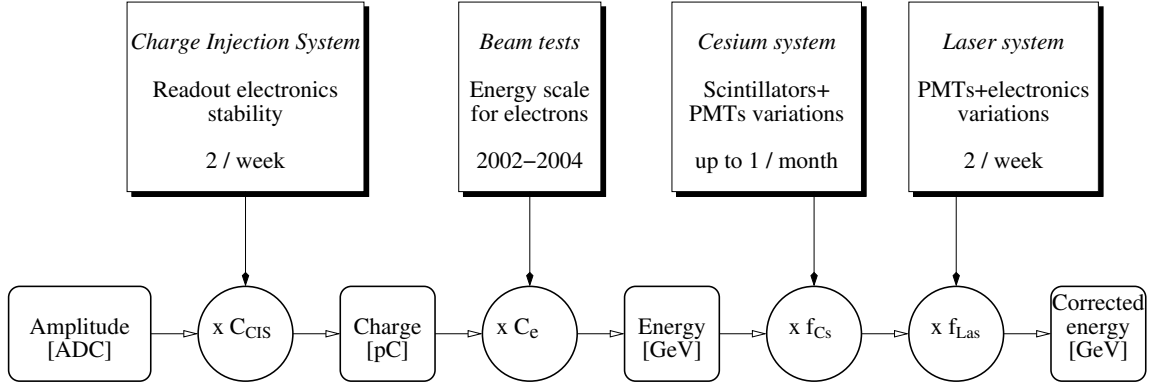 Charge Injection System
Readout electronics
stability
2 / week
Beam tests
Energy scale
for electrons
2002−2004
Cesium system
Scintillators+
PMTs variations
up to 1 / month
Laser system
PMTs+electronics
variations
2 / week
Amplitude
[ADC]
x C_CIS
Charge
[pC]
x C_e
Energy
[GeV]
x f_Cs
x f_Las
Corrected
energy
[GeV]